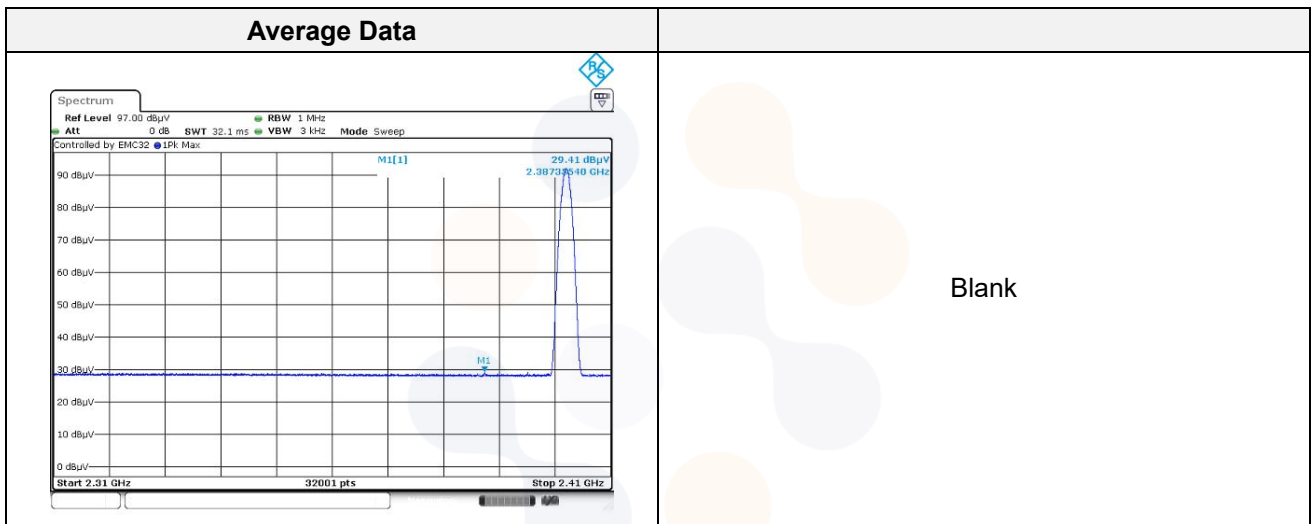 Average Data
R&S
Spectrum
Ref Level 97.00 dBµV RBW 1 MHz
Att 0 dB SWT 32.1 ms VBW 3 kHz Mode Sweep
Controlled by EMC32 1Pk Max
M1[1] 29.41 dBµV
GHz
90 dBµV
80 dBµV
70 dBµV
60 dBµV
50 dBµV
40 dBµV
M1
30 dBµV
20 dBµV
10 dBµV
0 dBµV
Start 2.31 GHz 32001 pts Stop 2.41 GHz
Blank